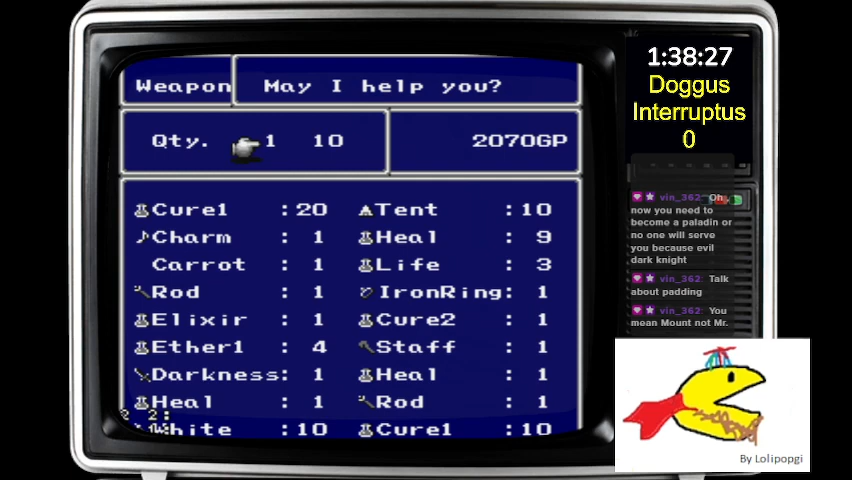 Weapon May I help you?
Qty. 1 10 2070GP
Cure1 :20 Tent :10
Charm : 1 Heal : 9
Carrot : 1 Life : 3
Rod : 1 IronRing: 1
Elixir : 1 Cure2 : 1
Ether1 : 4 Staff : 1
Darkness: 1 Heal : 1
Heal : 1 Rod : 1
White :10 Cure1 :10
1:38:27
Doggus
Interruptus
0
vin_362: Oh,
now you need to
become a paladin or
no one will serve
you because evil
dark knight
vin_362: Talk
about padding
vin_362: You
mean Mount not Mr.
By Lolipopgi